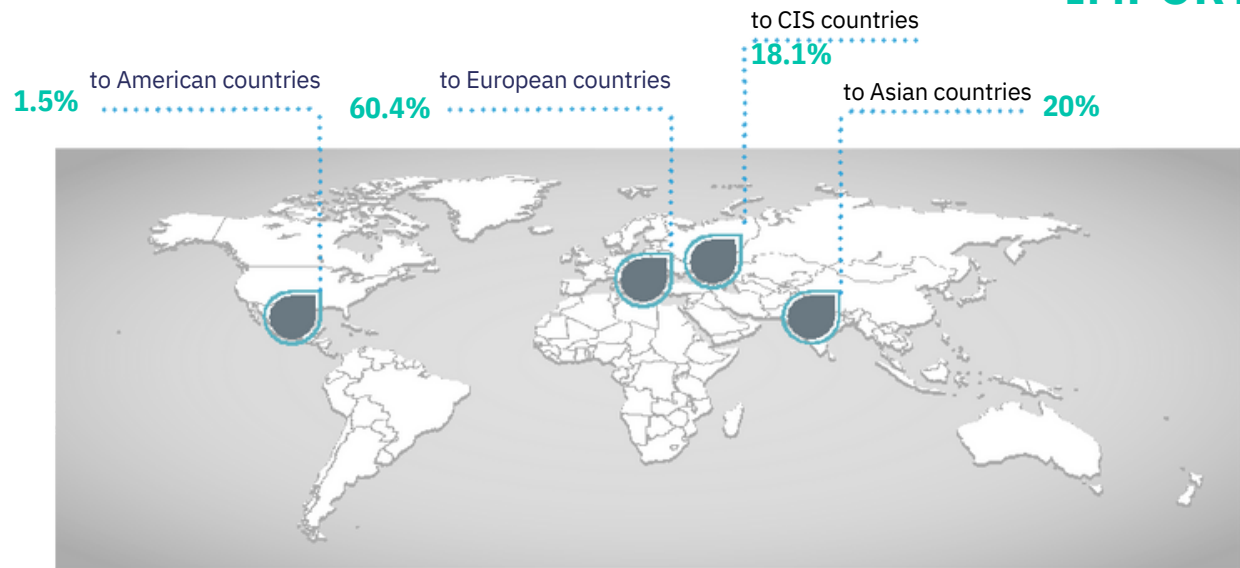 to CIS countries
18.1%
to American countries
1.5%
to European countries
60.4%
to Asian countries
20%